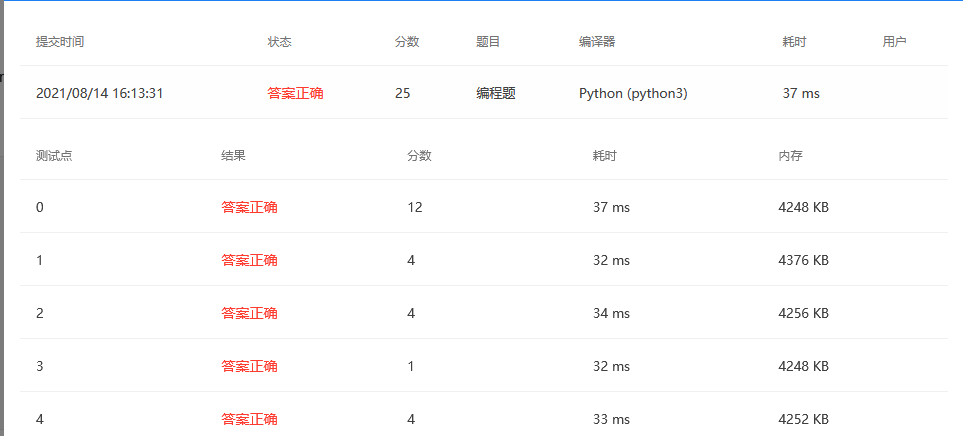 提交时间 状态 分数 题目 编译器 耗时 用户
2021/08/14 16:13:31 答案正确 25 编程题 Python (python3) 37 ms
测试点 结果 分数 耗时 内存
0 答案正确 12 37 ms 4248 KB
1 答案正确 4 32 ms 4376 KB
2 答案正确 4 34 ms 4256 KB
3 答案正确 1 32 ms 4248 KB
4 答案正确 4 33 ms 4252 KB